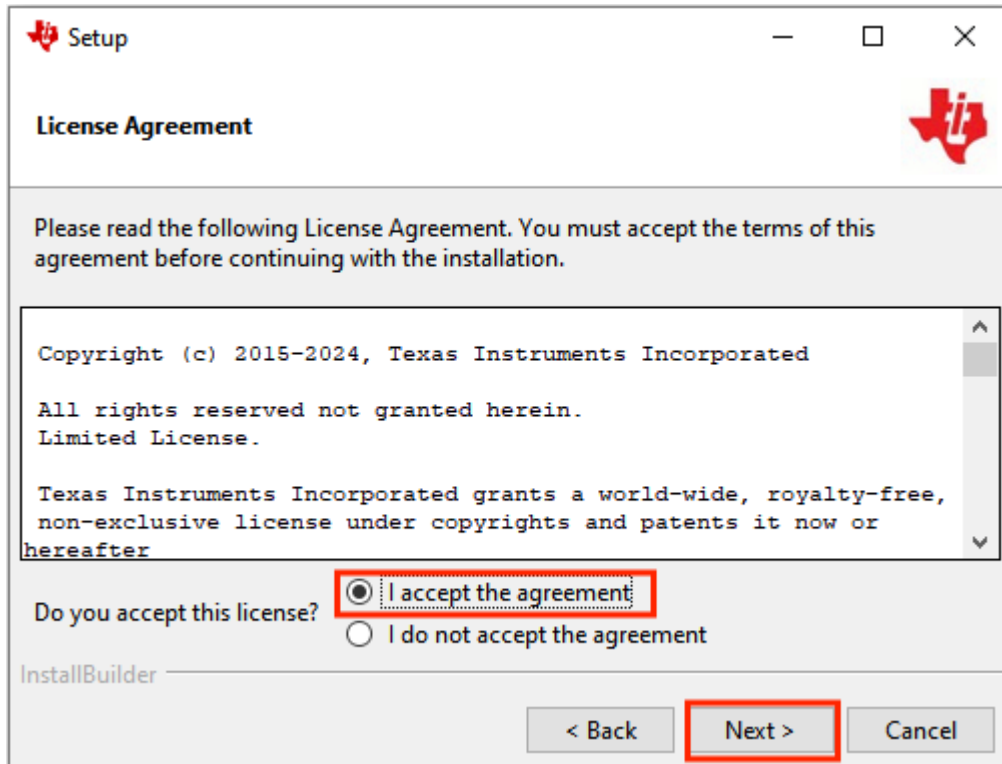 Setup
License Agreement
Please read the following License Agreement. You must accept the terms of this
agreement before continuing with the installation.
Copyright (c) 2015-2024, Texas Instruments Incorporated
All rights reserved not granted herein.
Limited License.
Texas Instruments Incorporated grants a world-wide, royalty-free,
non-exclusive license under copyrights and patents it now or
hereafter
Do you accept this license?
I accept the agreement
I do not accept the agreement
InstallBuilder
< Back Next > Cancel